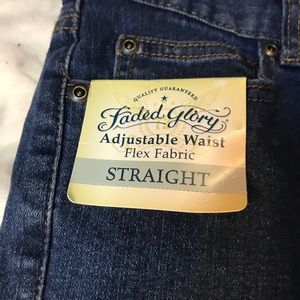 QUALITY GUARANTEED
Faded Glory
Adjustable Waist
Flex Fabric
STRAIGHT